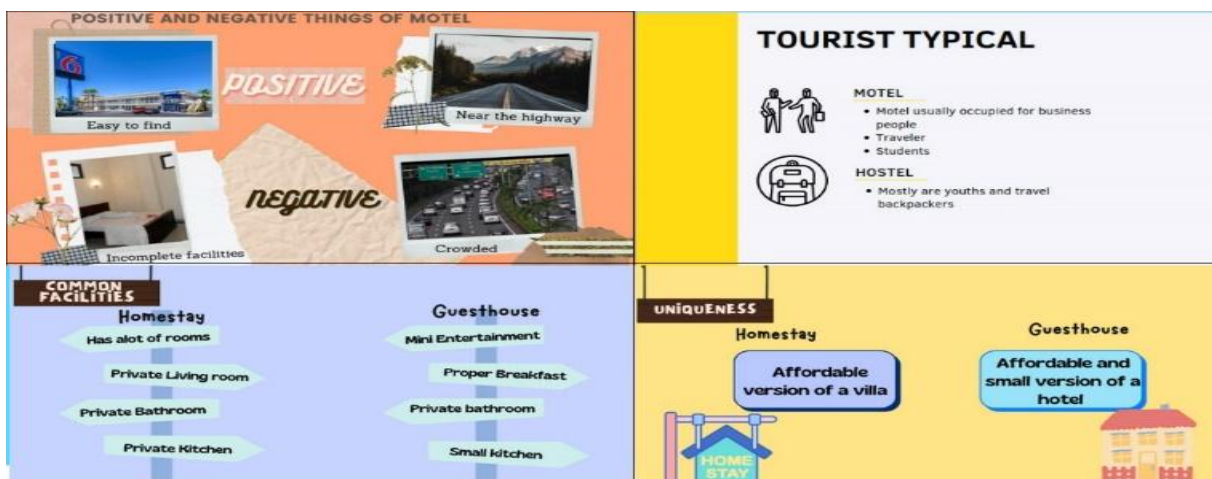 POSITIVE AND NEGATIVE THINGS OF MOTEL
6
POSITIVE
Easy to find
Near the highway
NEGATIVE
Incomplete facilities
Crowded
TOURIST TYPICAL
MOTEL
• Motel usually occupied for business
people
• Traveler
• Students
HOSTEL
• Mostly are youths and travel
backpackers
COMMON
FACILITIES
Homestay
Has alot of rooms
Private Living room
Private Bathroom
Private Kitchen
Guesthouse
Mini Entertainment
Proper Breakfast
Private bathroom
Small kitchen
UNIQUENESS
Homestay
Affordable
version of a villa
HOME
STAY
Guesthouse
Affordable and
small version of a
hotel